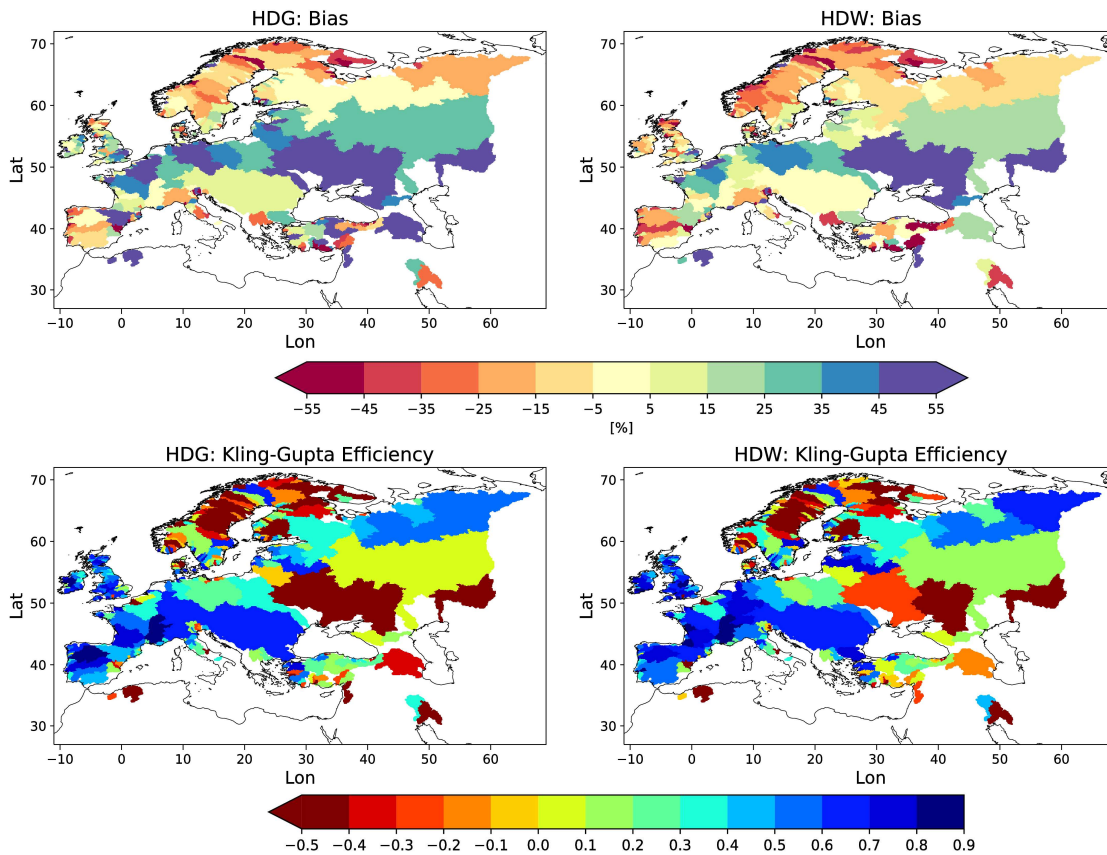 HDG: Bias
HDW: Bias
70
60
50
40
30
Lat
−10 0 10 20 30 40 50 60
Lon
70
60
50
40
30
Lat
−10 0 10 20 30 40 50 60
Lon
−55 −45 −35 −25 −15 −5 5 15 25 35 45 55
[%]
HDG: Kling-Gupta Efficiency
HDW: Kling-Gupta Efficiency
70
60
50
40
30
Lat
−10 0 10 20 30 40 50 60
Lon
70
60
50
40
30
Lat
−10 0 10 20 30 40 50 60
Lon
−0.5 −0.4 −0.3 −0.2 −0.1 0.0 0.1 0.2 0.3 0.4 0.5 0.6 0.7 0.8 0.9